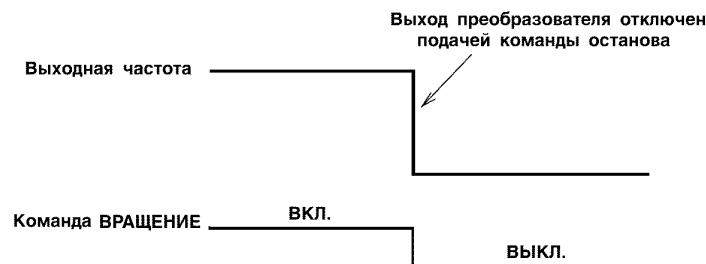 Выход преобразователя отключен
подачей команды останова
Выходная частота
ВКЛ.
Команда ВРАЩЕНИЕ
ВЫКЛ.